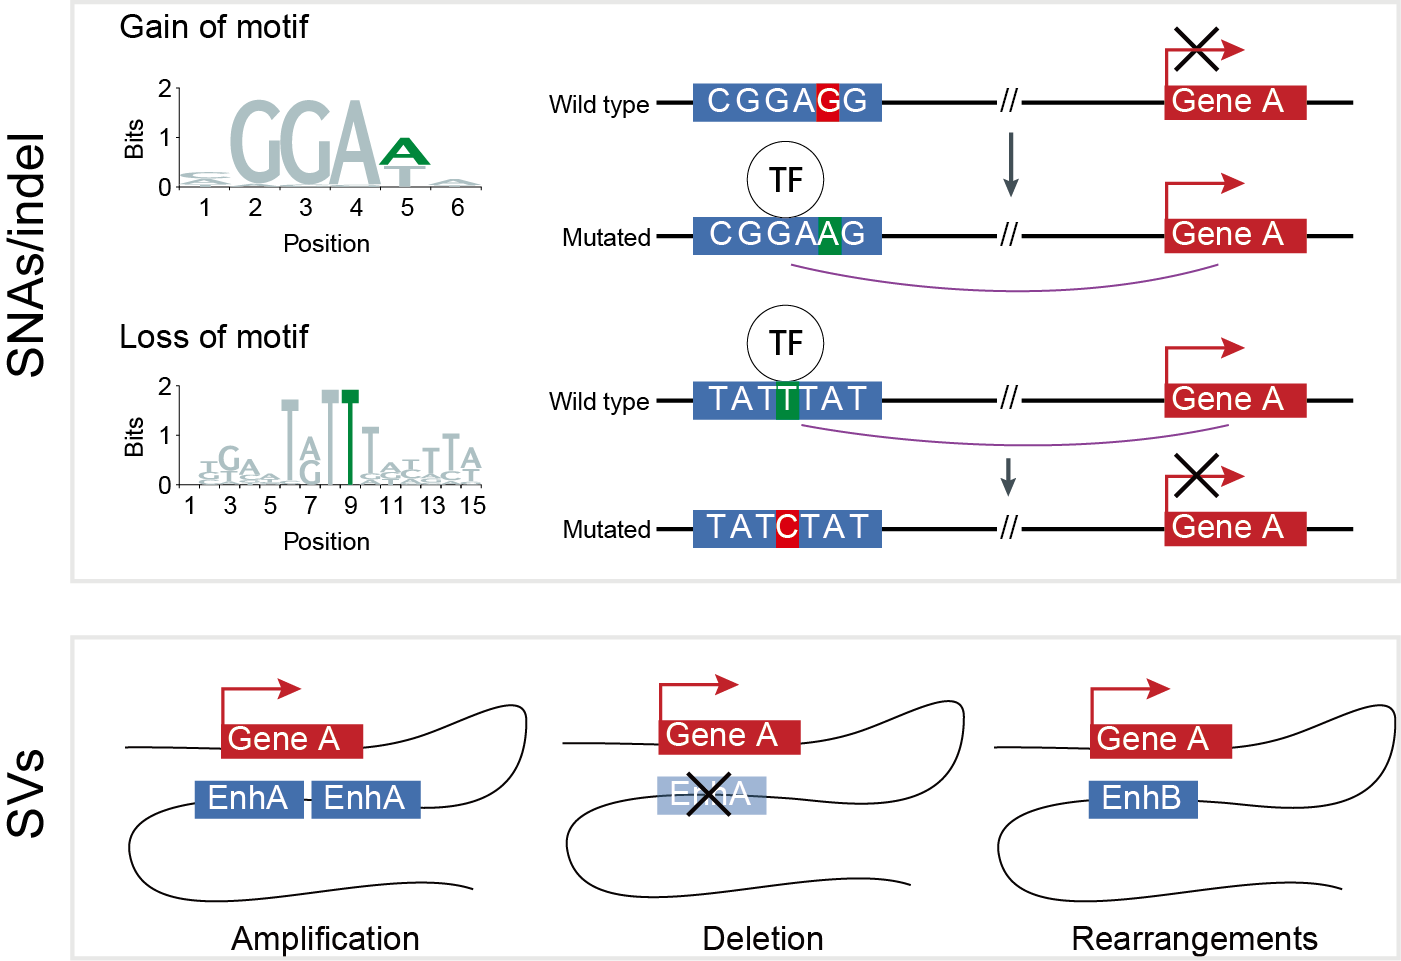 SNAs/indel
Gain of motif
Bits
2
1
0
GGA A T
1 2 3 4 5 6
Position
Wild type CGGAGG // Gene A
TF
Mutated CGGAAG // Gene A
Loss of motif
Bits
2
1
0
1 3 5 7 9 11 13 15
Position
TF
Wild type TATTTAT // Gene A
Mutated TATCTAT // Gene A
SVs
Gene A
EnhA EnhA
Amplification
Gene A
EnhA
Deletion
Gene A
EnhB
Rearrangements